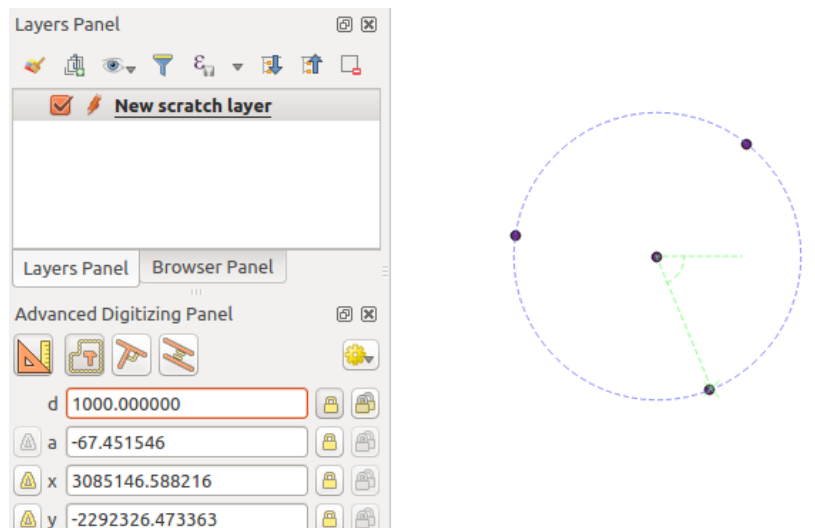 Layers Panel
New scratch layer
Layers Panel Browser Panel
Advanced Digitizing Panel
d 1000.000000
a -67.451546
x 3085146.588216
y -2292326.473363